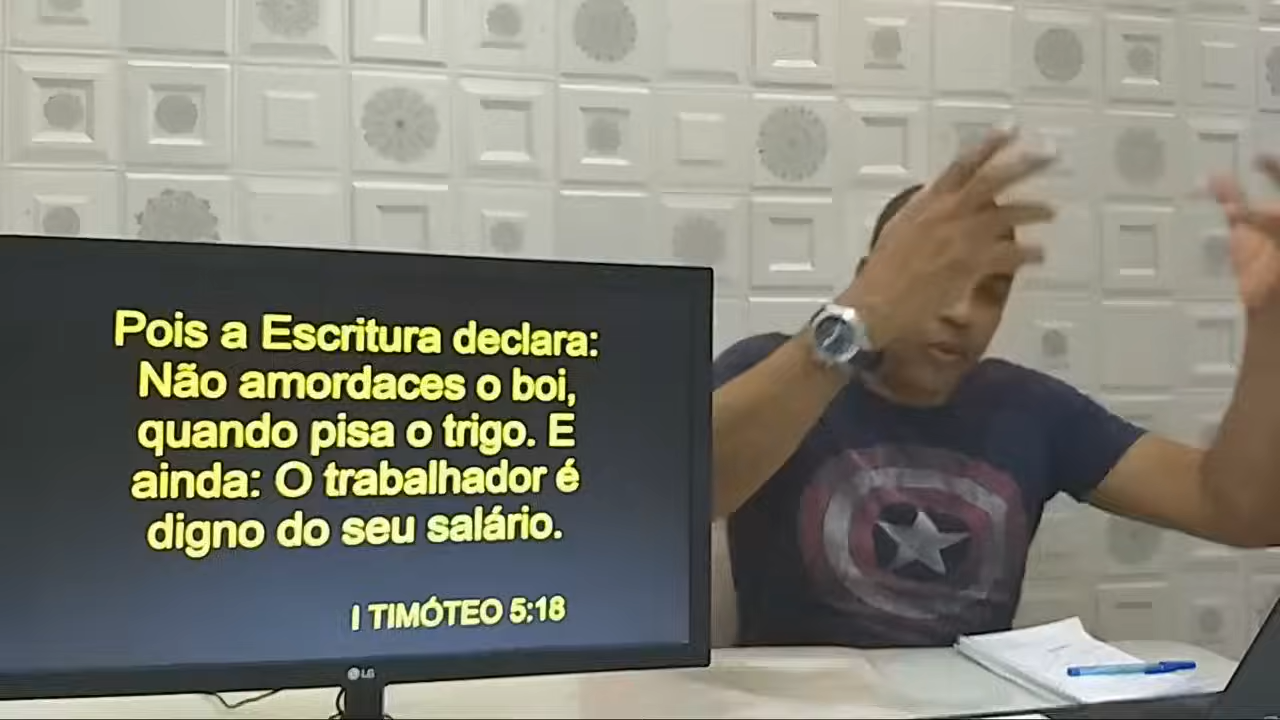 Pois a Escritura declara:
Não amordaces o boi,
quando pisa o trigo. E
ainda: O trabalhador é
digno do seu salário.
I TIMÓTEO 5:18
LG